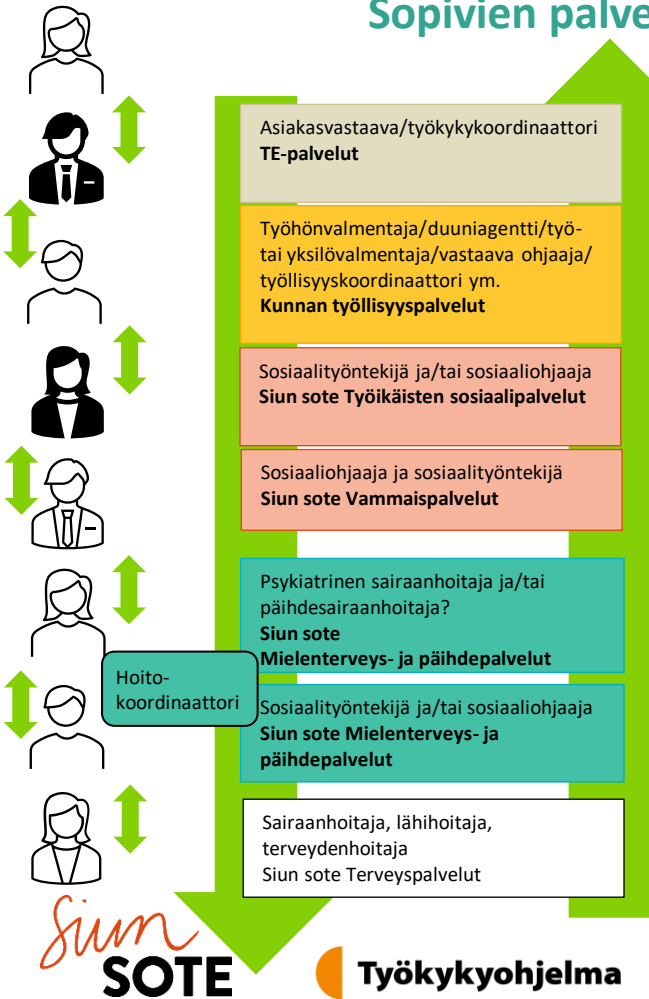 Sopivien palve
Asiakasvastaava/työkykykoordinaattori
TE-palvelut
Työhönvalmentaja/duuniagentti/työ-
tai yksilövalmentaja/vastaava ohjaaja/
työllisyyskoordinaattori ym.
Kunnan työllisyyspalvelut
Sosiaalityöntekijä ja/tai sosiaaliohjaaja
Siun sote Työikäisten sosiaalipalvelut
Sosiaaliohjaaja ja sosiaalityöntekijä
Siun sote Vammaispalvelut
Psykiatrinen sairaanhoitaja ja/tai
päihdesairaanhoitaja?
Siun sote
Mielenterveys- ja päihdepalvelut
Hoito-
koordinaattori
Sosiaalityöntekijä ja/tai sosiaaliohjaaja
Siun sote Mielenterveys- ja
päihdepalvelut
Sairaanhoitaja, lähihoitaja,
terveydenhoitaja
Siun sote Terveyspalvelut
Siun
SOTE
Työkykyohjelma